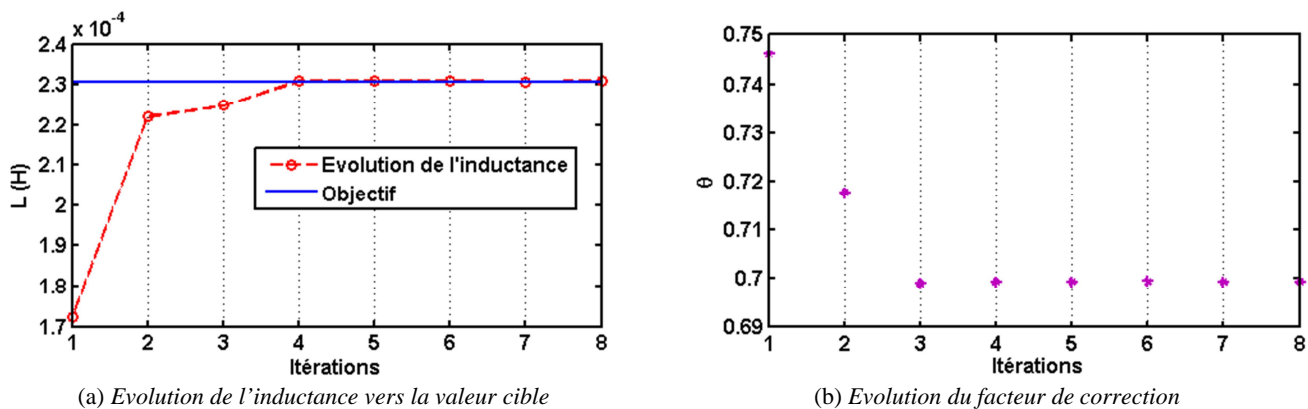 x 10⁻⁴
2.4
2.3
2.2
2.1
2
1.9
1.8
1.7
L (H)
1 2 3 4 5 6 7 8
Itérations
Evolution de l'inductance
Objectif
(a) Evolution de l’inductance vers la valeur cible
0.75
0.74
0.73
0.72
0.71
0.7
0.69
θ
1 2 3 4 5 6 7 8
Itérations
(b) Evolution du facteur de correction